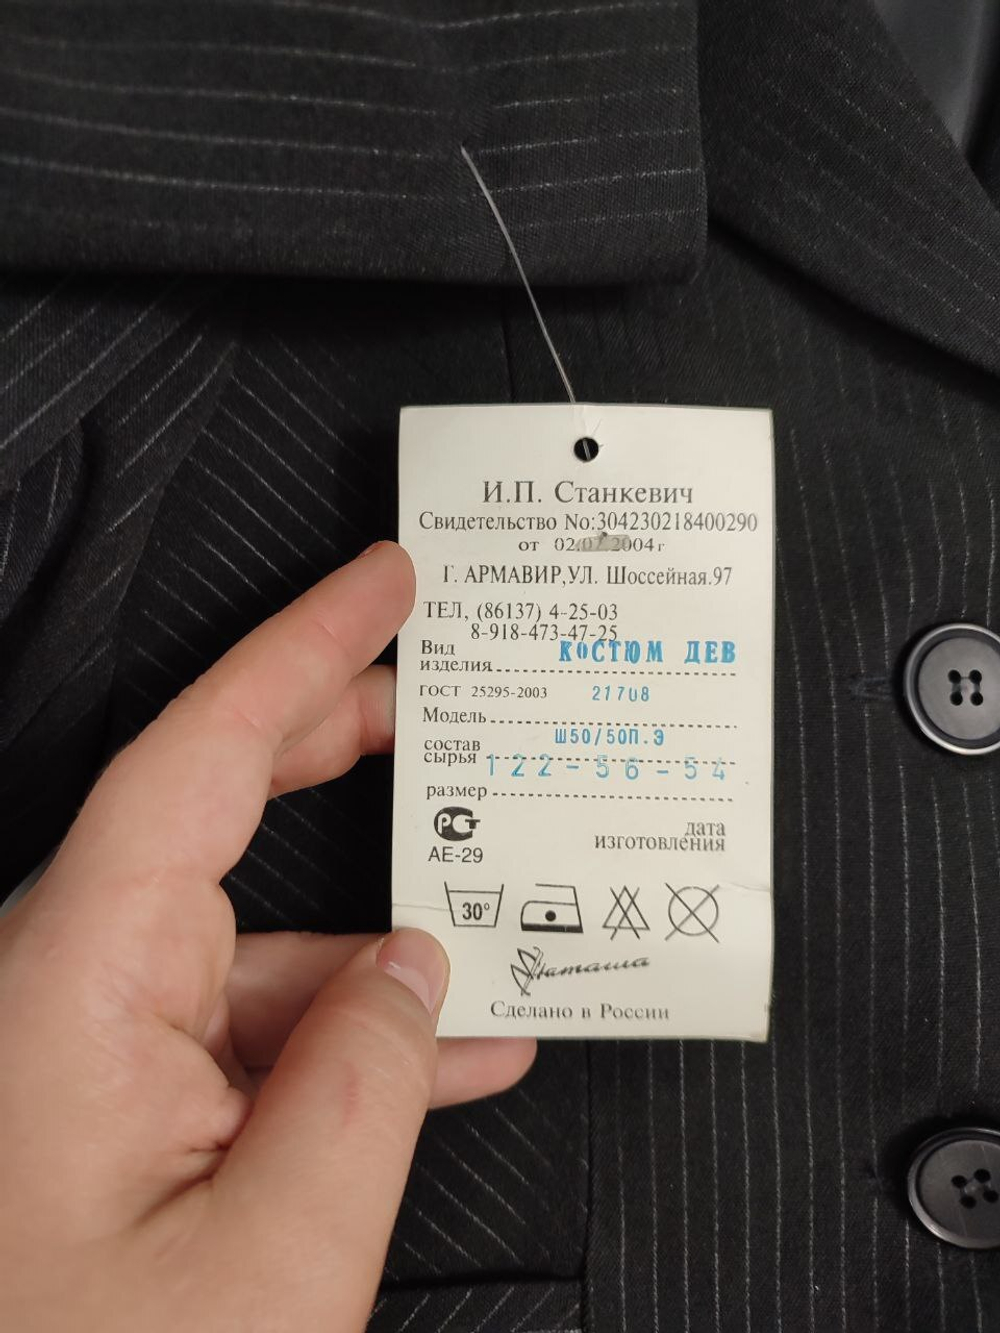 И.П. Станкевич
Свидетельство No:304230218400290
от 02.07.2004г
Г. АРМАВИР,УЛ. Шоссейная.97
ТЕЛ, (86137) 4-25-03
8-918-473-47-25
Вид
изделия КОСТЮМ ДЕВ
ГОСТ 25295-2003 21708
Модель
состав Ш50/50П.Э
сырья 122-56-54
размер
РСТ
АЕ-29
дата
изготовления
30°
Наташа
Сделано в России